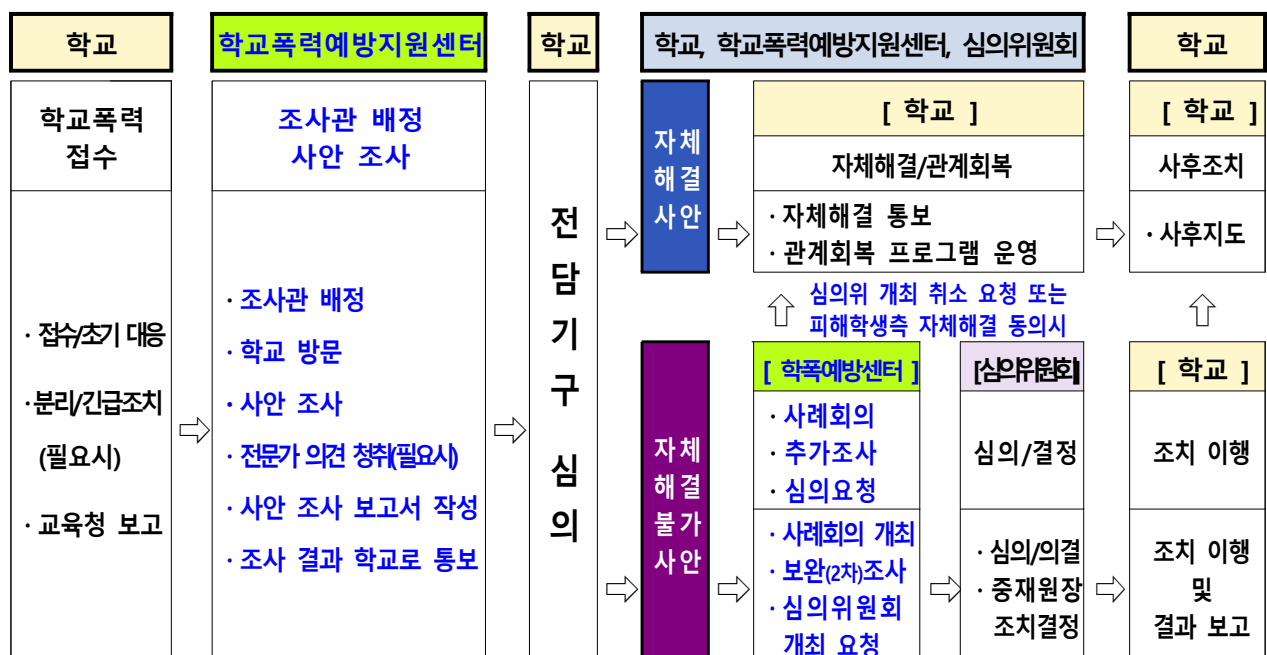 학교
학교폭력예방지원센터
학교
학교, 학교폭력예방지원센터, 심의위원회
학교
학교폭력
접수
· 접수/초기 대응
·분리/긴급조치
(필요시)
· 교육청 보고
조사관 배정
사안 조사
· 조사관 배정
· 학교 방문
· 사안 조사
· 전문가 의견 청취(필요시)
· 사안 조사 보고서 작성
· 조사 결과 학교로 통보
전
담
기
구
심
의
자체
해결
사안
[ 학교 ]
자체해결/관계회복
· 자체해결 통보
· 관계회복 프로그램 운영
[ 학교 ]
사후조치
· 사후지도
심의위 개최 취소 요청 또는
피해학생측 자체해결 동의시
자체
해결
불가
사안
[ 학폭예방센터 ]
· 사례회의
· 추가조사
· 심의요청
· 사례회의 개최
· 보완(2차)조사
· 심의위원회
개최 요청
[심의위원회]
심의/결정
· 심의/의결
· 중재원장
조치결정
[ 학교 ]
조치 이행
조치 이행
및
결과 보고